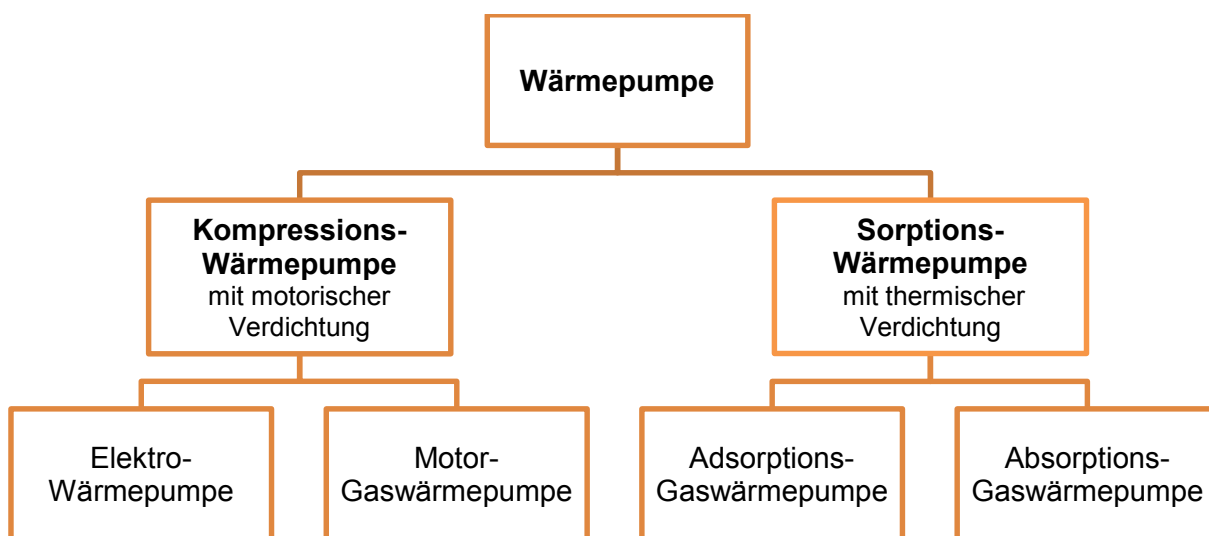 Wärmepumpe
Kompressions-
Wärmepumpe
mit motorischer
Verdichtung
Sorptions-
Wärmepumpe
mit thermischer
Verdichtung
Elektro-
Wärmepumpe
Motor-
Gaswärmepumpe
Adsorptions-
Gaswärmepumpe
Absorptions-
Gaswärmepumpe